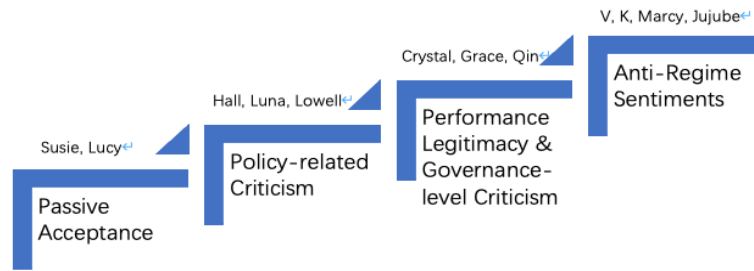 Susie, Lucy↵
Passive
Acceptance
Hall, Luna, Lowell↵
Policy-related
Criticism
Crystal, Grace, Qin↵
Performance
Legitimacy &
Governance-
level Criticism
V, K, Marcy, Jujube↵
Anti-Regime
Sentiments